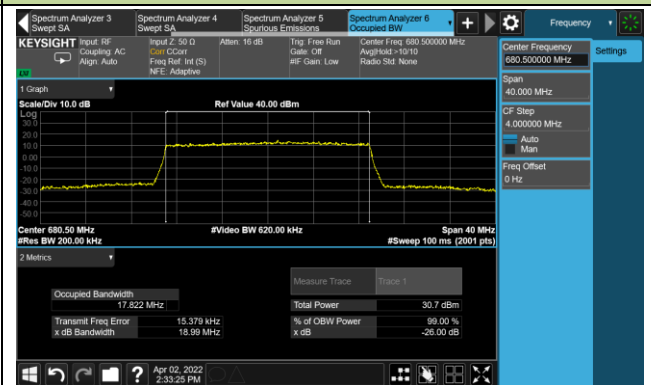 Spectrum Analyzer 3
Swept SA
Spectrum Analyzer 4
Swept SA
Spectrum Analyzer 5
Spurious Emissions
Spectrum Analyzer 6
Occupied BW
Frequency
KEYSIGHT
Input: RF
Coupling: AC
Align: Auto
Input Z: 50 Ω
Corr CCorr
Freq Ref: Int (S)
NFE: Adaptive
Atten: 16 dB
Trig: Free Run
Gate: Off
#IF Gain: Low
Center Freq: 680.500000 MHz
Avg|Hold:>10/10
Radio Std: None
LV
Center Frequency
680.500000 MHz
Settings
Span
40.000 MHz
CF Step
4.000000 MHz
Auto
Man
Freq Offset
0 Hz
1 Graph
Scale/Div 10.0 dB
Ref Value 40.00 dBm
Log
30.0
20.0
10.0
0.00
-10.0
-20.0
-30.0
-40.0
-50.0
Center 680.50 MHz
#Video BW 620.00 kHz
Span 40 MHz
#Res BW 200.00 kHz
#Sweep 100 ms (2001 pts)
2 Metrics
Measure Trace
Trace 1
Occupied Bandwidth
17.822 MHz
Total Power
30.7 dBm
Transmit Freq Error
15.379 kHz
% of OBW Power
99.00 %
x dB Bandwidth
18.99 MHz
x dB
-26.00 dB
?
Apr 02, 2022
2:33:25 PM